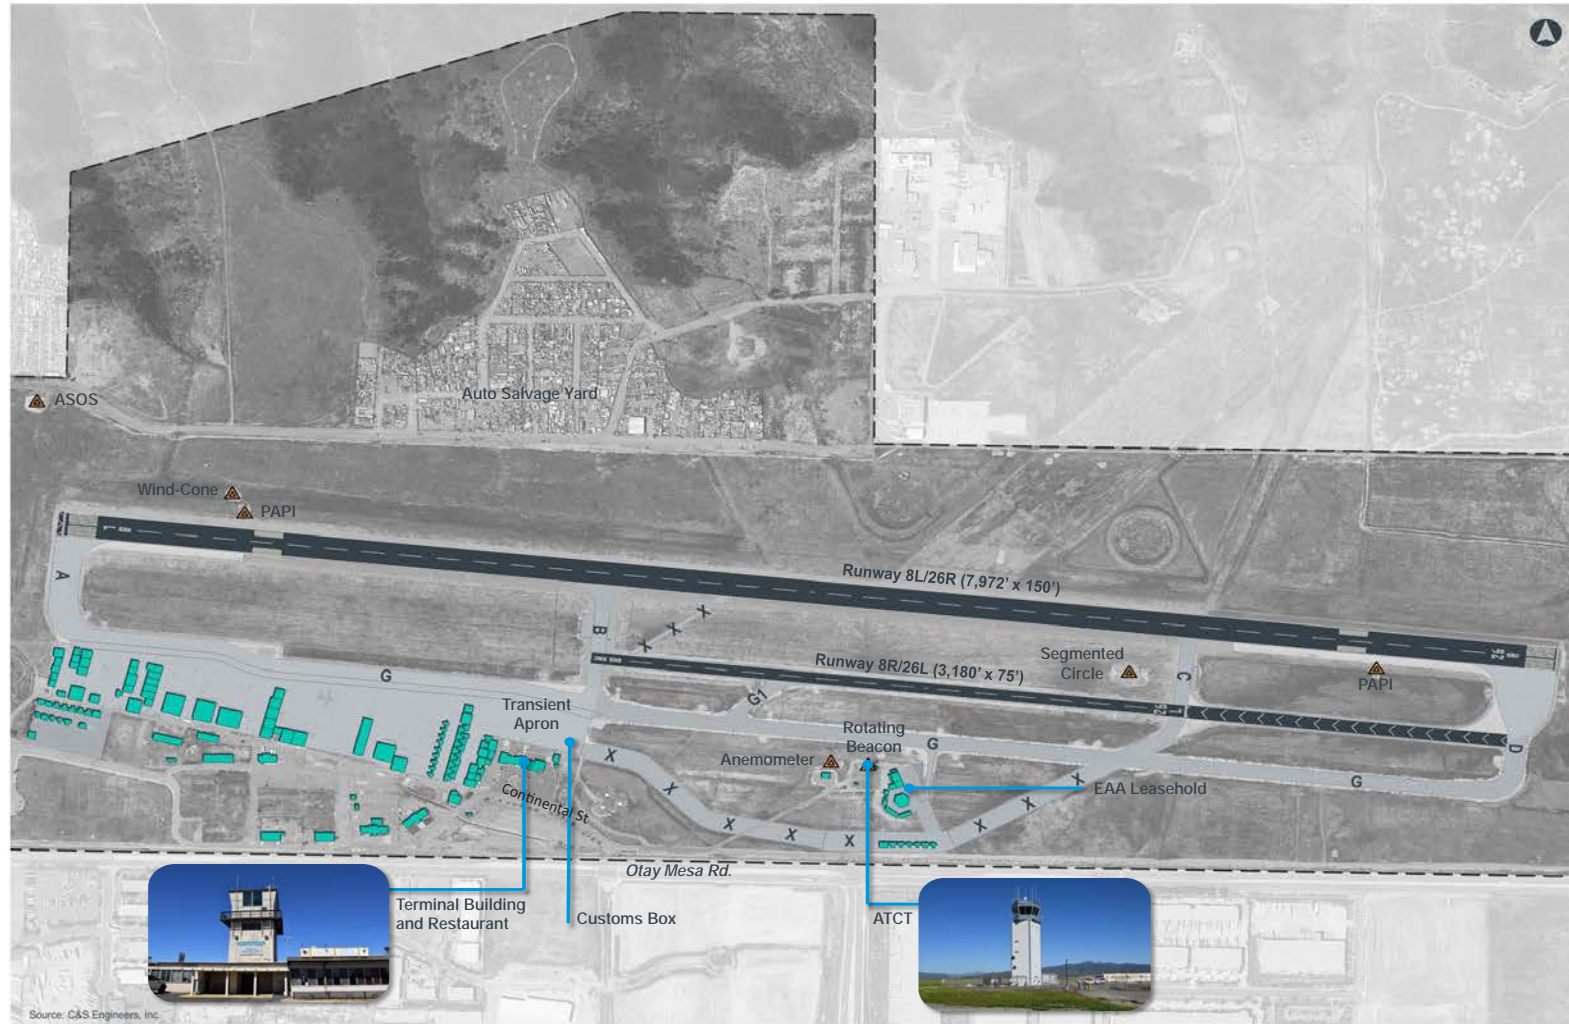 Auto Salvage Yard
ASOS
Wind-Cone
PAPI
Runway 8L/26R (7,972' x 150')
A
B
X
X
X
Runway 8R/26L (3,180' x 75')
Segmented
Circle
C
PAPI
G
G1
26
L
Transient
Apron
Rotating
Beacon
G
D
X
Anemometer
X
G
EAA Leasehold
X
X
Continental St
X
X
X
X
Otay Mesa Rd.
Terminal Building
and Restaurant
Customs Box
ATCT
Source: C&S Engineers, Inc.